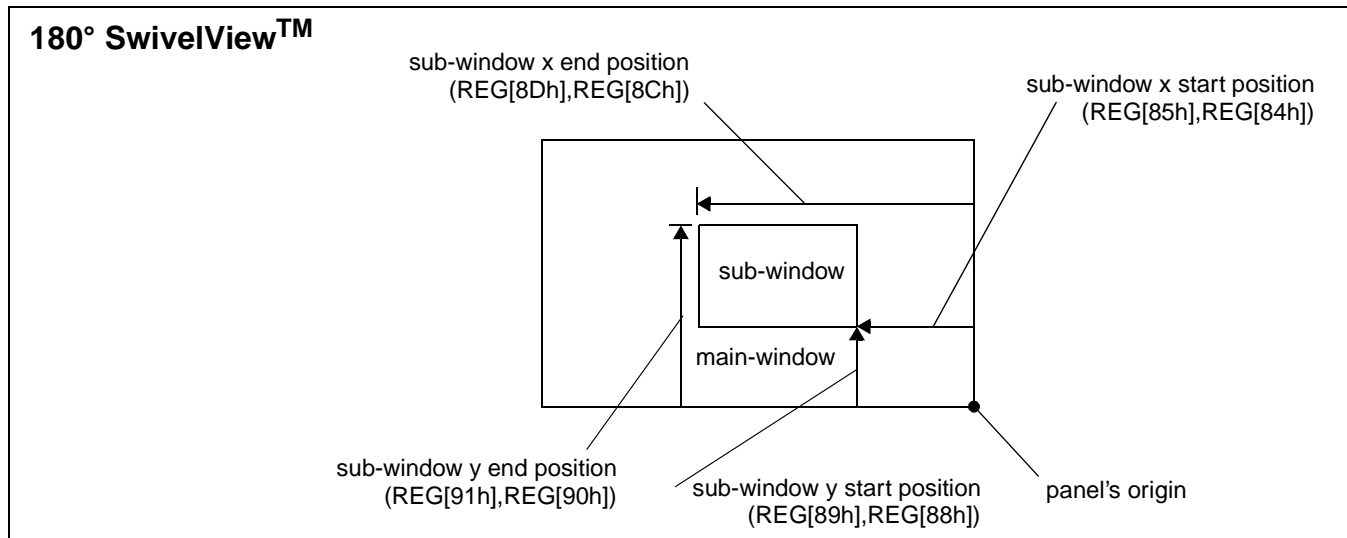 180° SwivelView™
sub-window x end position
(REG[8Dh],REG[8Ch])
sub-window x start position
(REG[85h],REG[84h])
sub-window
main-window
sub-window y end position
(REG[91h],REG[90h])
sub-window y start position
(REG[89h],REG[88h])
panel's origin